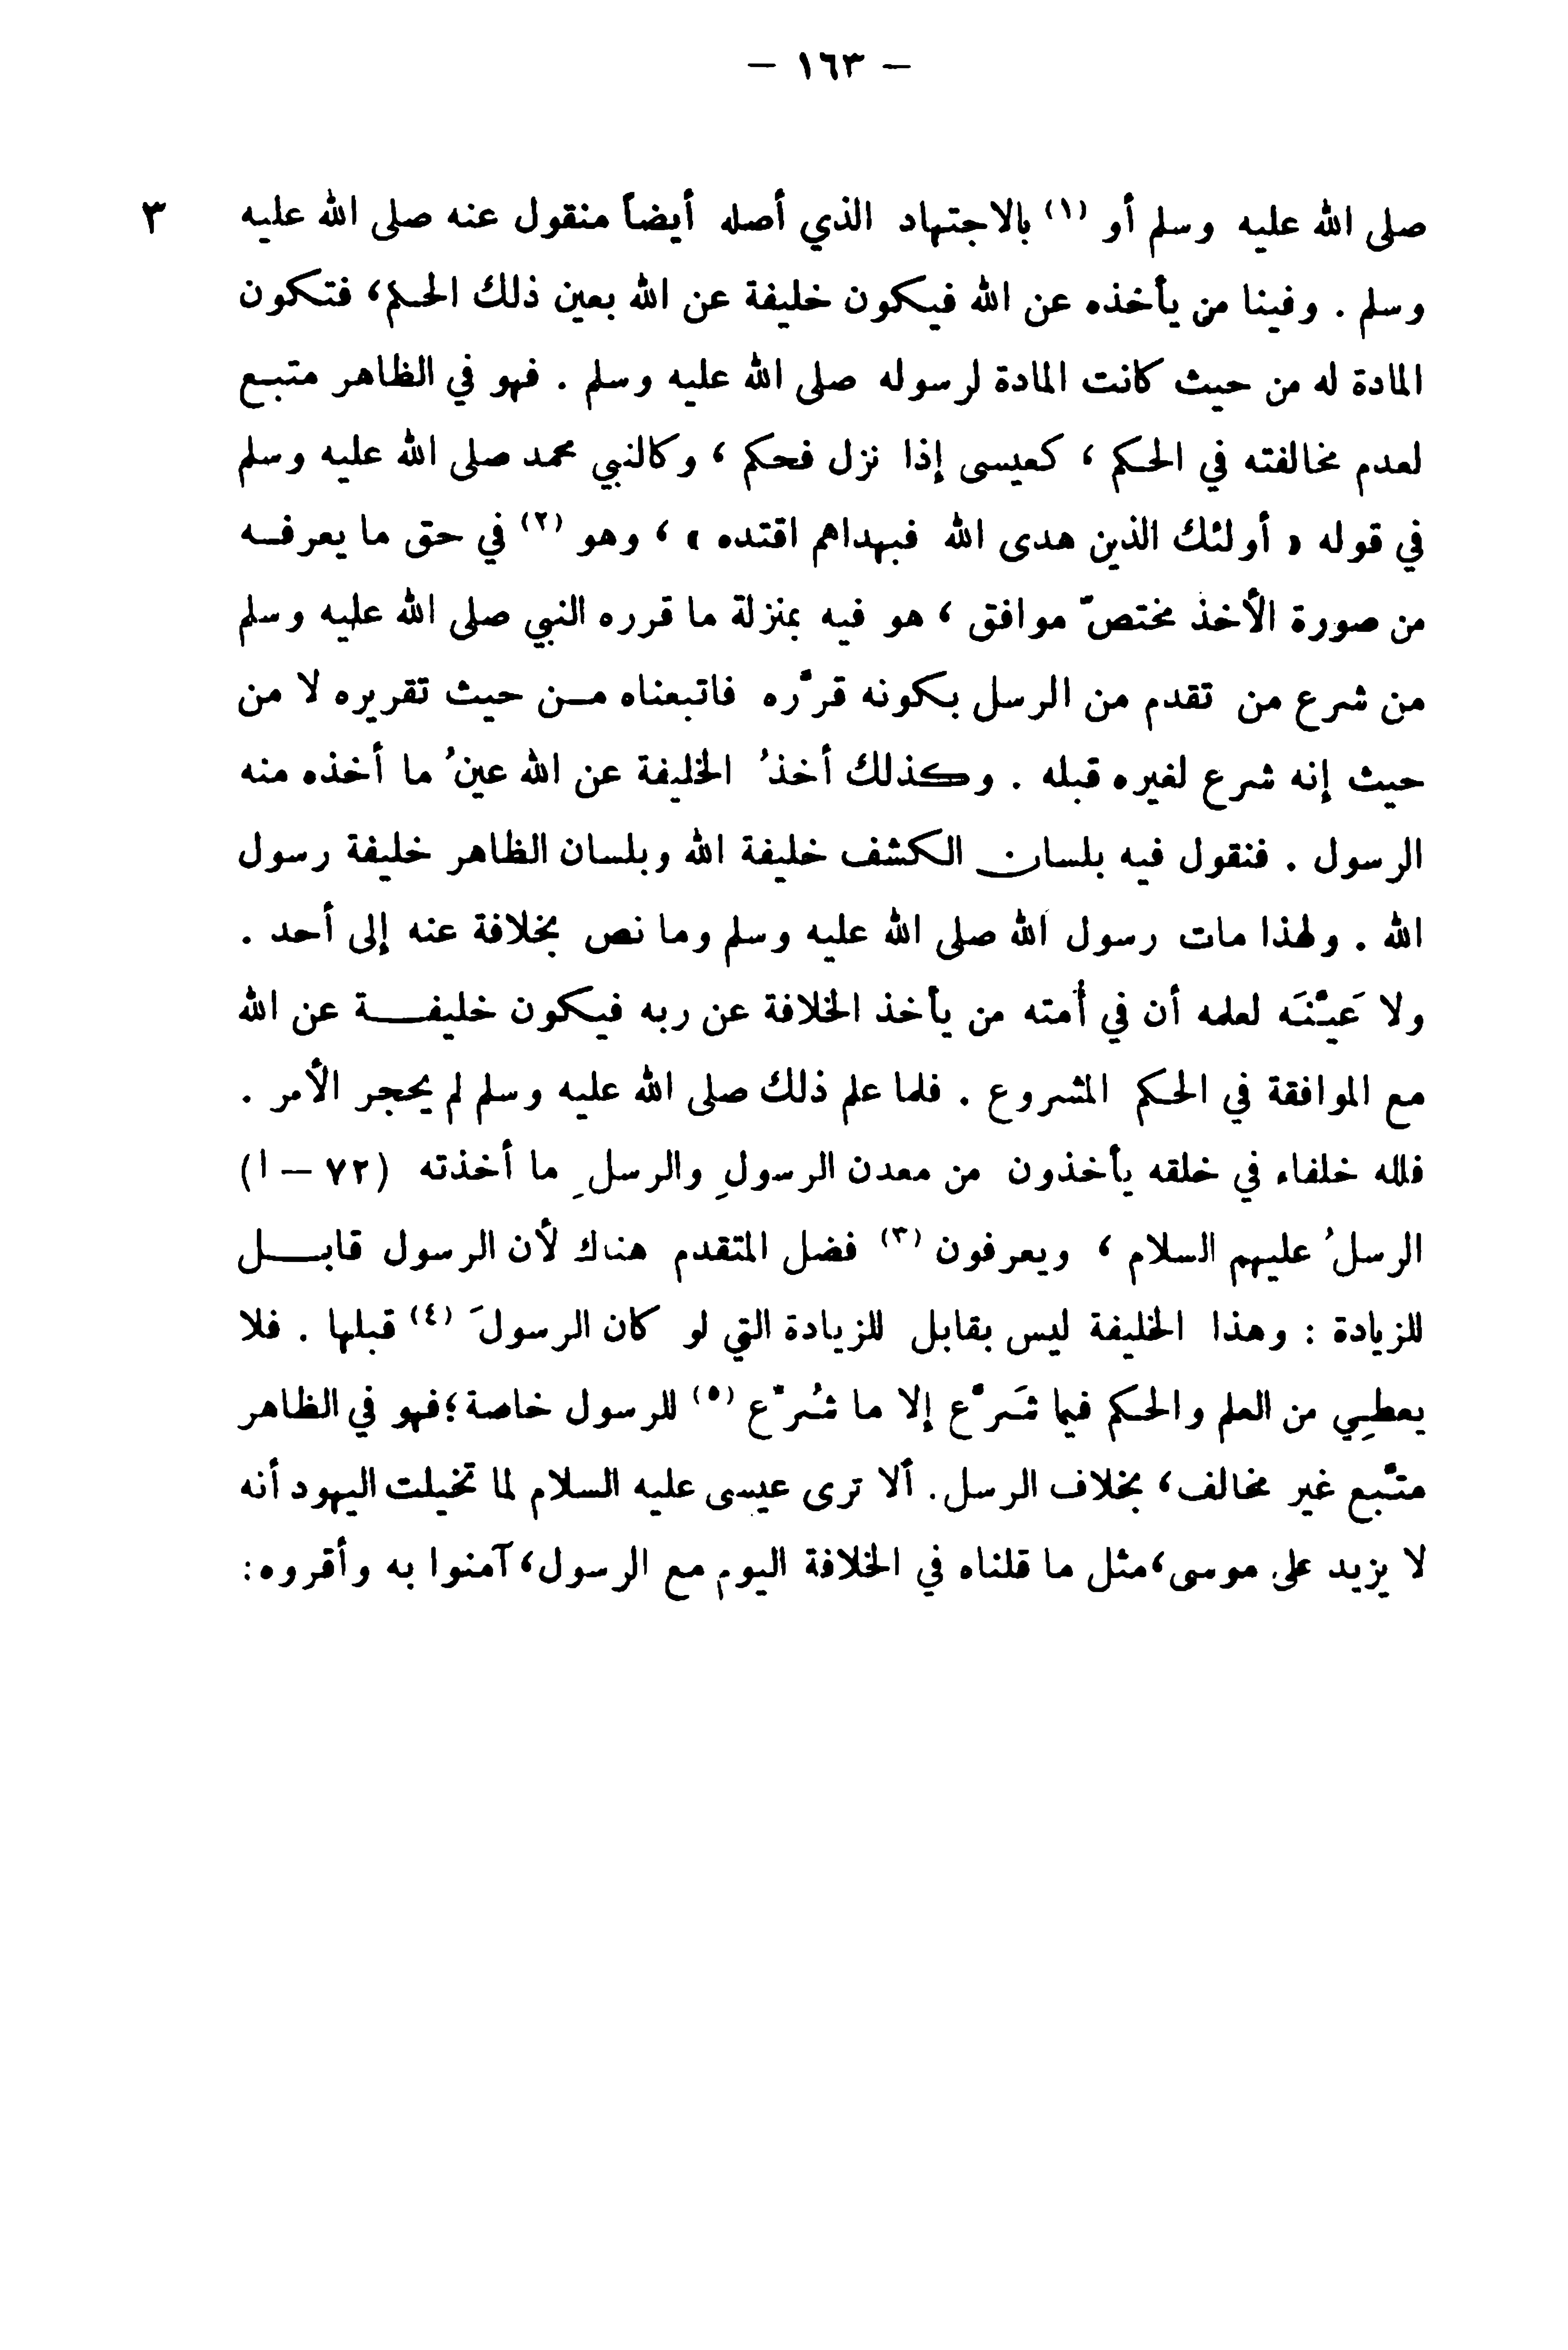 — ١٦٣ —
صلى الله عليه وسلم أو (١) بالاجتهاد الذي أصله أيضاً منقول عنه صلى الله عليه ٣
وسلم . وفينا من يأخذه عن الله فيكون خليفة عن الله بعين ذلك الحكم، فتكون
المادة له من حيث كانت المادة لرسوله صلى الله عليه وسلم . فهو في الظاهر متبع
لعدم مخالفته في الحكم ، كعيسى إذا نزل فحكم ، وكالنبي محمد صلى الله عليه وسلم
في قوله « أولئك الذين هدى الله فبهداهم اقتده » ، وهو (٢) في حق ما يعرفه
من صورة الأخذ مختصّ موافق ، هو فيه بمنزلة ما قرره النبي صلى الله عليه وسلم
من شرع من تقدم من الرسل بكونه قرَّره فاتبعناه من حيث تقريره لا من
حيث إنه شرع لغيره قبله . وكذلك أخذُ الخليفة عن الله عينُ ما أخذه منه
الرسول . فنقول فيه بلسان الكشف خليفة الله وبلسان الظاهر خليفة رسول
الله . ولهذا مات رسول الله صلى الله عليه وسلم وما نص بخلافة عنه إلى أحد .
ولا عَيَّنَه لعلمه أن في أمته من يأخذ الخلافة عن ربه فيكون خليفة عن الله
مع الموافقة في الحكم المشروع . فلما علم ذلك صلى الله عليه وسلم لم يحجر الأمر .
فلله خلفاء في خلقه يأخذون من معدن الرسولِ والرسلِ ما أخذته (٧٢ – ا)
الرسلُ عليهم السلام ، ويعرفون (٣) فضل المتقدم هناك لأن الرسول قابل
للزيادة : وهذا الخليفة ليس بقابل للزيادة التي لو كان الرسولَ (٤) قبلها . فلا
يعطِي من العلم والحكم فيما شَرَّع إلا ما شُرِّع (٥) للرسول خاصة؛ فهو في الظاهر
متَّبع غير مخالف، بخلاف الرسل. ألا ترى عيسى عليه السلام لما تخيلت اليهود أنه
لا يزيد على موسى، مثل ما قلناه في الخلافة اليوم مع الرسول، آمنوا به وأقروه: